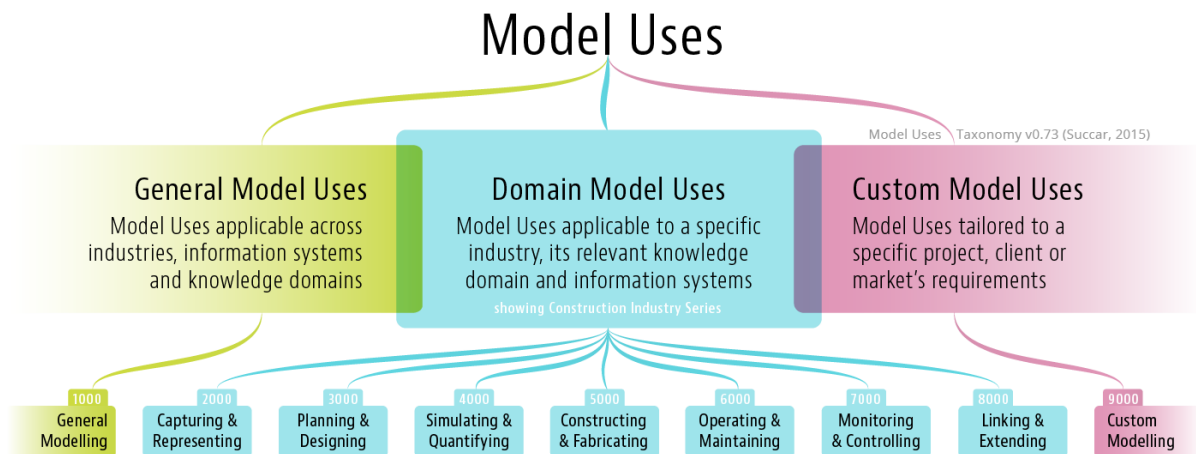 Model Uses
Model Uses Taxonomy v0.73 (Succar, 2015)
General Model Uses
Model Uses applicable across
industries, information systems
and knowledge domains
Domain Model Uses
Model Uses applicable to a specific
industry, its relevant knowledge
domain and information systems
showing Construction Industry Series
Custom Model Uses
Model Uses tailored to a
specific project, client or
market's requirements
1000
General
Modelling
2000
Capturing &
Representing
3000
Planning &
Designing
4000
Simulating &
Quantifying
5000
Constructing
& Fabricating
6000
Operating &
Maintaining
7000
Monitoring
& Controlling
8000
Linking &
Extending
9000
Custom
Modelling